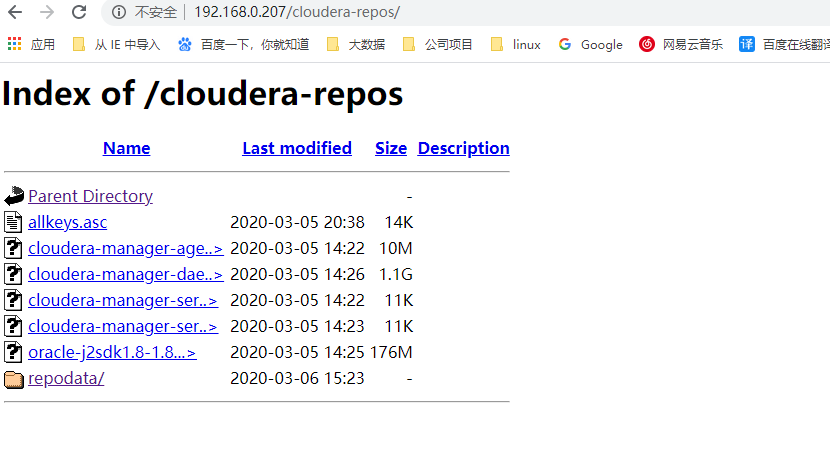 不安全 | 192.168.0.207/cloudera-repos/
应用 从 IE 中导入 百度一下，你就知道 大数据 公司项目 linux Google 网易云音乐 译 百度在线翻译
Index of /cloudera-repos
Name Last modified Size Description
Parent Directory -
allkeys.asc 2020-03-05 20:38 14K
cloudera-manager-age..> 2020-03-05 14:22 10M
cloudera-manager-dae..> 2020-03-05 14:26 1.1G
cloudera-manager-ser..> 2020-03-05 14:22 11K
cloudera-manager-ser..> 2020-03-05 14:23 11K
oracle-j2sdk1.8-1.8...> 2020-03-05 14:25 176M
repodata/ 2020-03-06 15:23 -